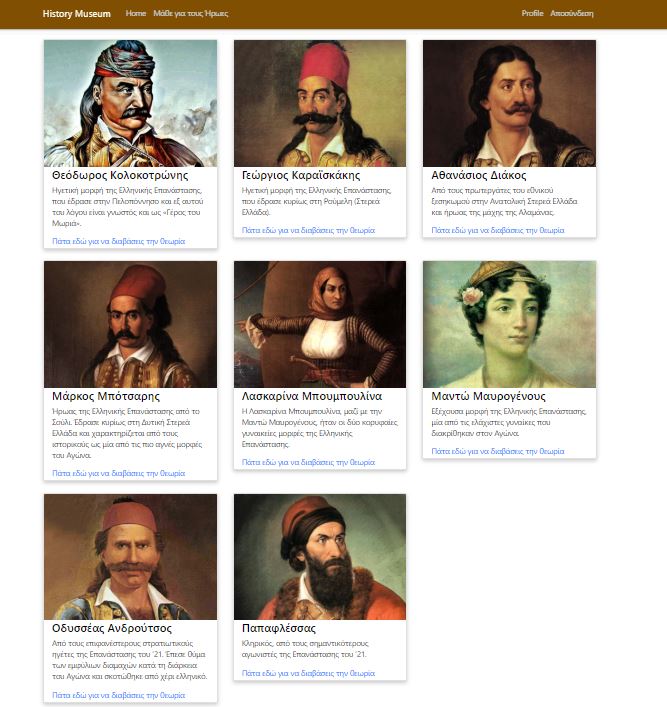 History Museum Home Μάθε για τους Ήρωες Profile Αποσύνδεση
Θεόδωρος Κολοκοτρώνης
Ηγετική μορφή της Ελληνικής Επανάστασης,
που έδρασε στην Πελοπόννησο και εξ αυτού
του λόγου είναι γνωστός και ως «Γέρος του
Μωριά».
Πάτα εδώ για να διαβάσεις την θεωρία
Γεώργιος Καραϊσκάκης
Ηγετική μορφή της Ελληνικής Επανάστασης,
που έδρασε κυρίως στη Ρούμελη (Στερεά
Ελλάδα).
Πάτα εδώ για να διαβάσεις την θεωρία
Αθανάσιος Διάκος
Από τους πρωτεργάτες του εθνικού
ξεσηκωμού στην Ανατολική Στερεά Ελλάδα
και ήρωας της μάχης της Αλαμάνας.
Πάτα εδώ για να διαβάσεις την θεωρία
Μάρκος Μπότσαρης
Ήρωας της Ελληνικής Επανάστασης από το
Σούλι. Έδρασε κυρίως στη Δυτική Στερεά
Ελλάδα και χαρακτηρίζεται από τους
ιστορικούς ως μία από τις πιο αγνές μορφές
του Αγώνα.
Πάτα εδώ για να διαβάσεις την θεωρία
Λασκαρίνα Μπουμπουλίνα
Η Λασκαρίνα Μπουμπουλίνα, μαζί με την
Μαντώ Μαυρογένους, ήταν οι δύο κορυφαίες
γυναικείες μορφές της Ελληνικής
Επανάστασης.
Πάτα εδώ για να διαβάσεις την θεωρία
Μαντώ Μαυρογένους
Εξέχουσα μορφή της Ελληνικής Επανάστασης,
μία από τις ελάχιστες γυναίκες που
διακρίθηκαν στον Αγώνα.
Πάτα εδώ για να διαβάσεις την θεωρία
Οδυσσέας Ανδρούτσος
Από τους επιφανέστερους στρατιωτικούς
ηγέτες της Επανάστασης του '21. Έπεσε θύμα
των εμφύλιων διαμαχών κατά τη διάρκεια
του Αγώνα και σκοτώθηκε από χέρι ελληνικό.
Πάτα εδώ για να διαβάσεις την θεωρία
Παπαφλέσσας
Κληρικός, από τους σημαντικότερους
αγωνιστές της Επανάστασης του '21.
Πάτα εδώ για να διαβάσεις την θεωρία